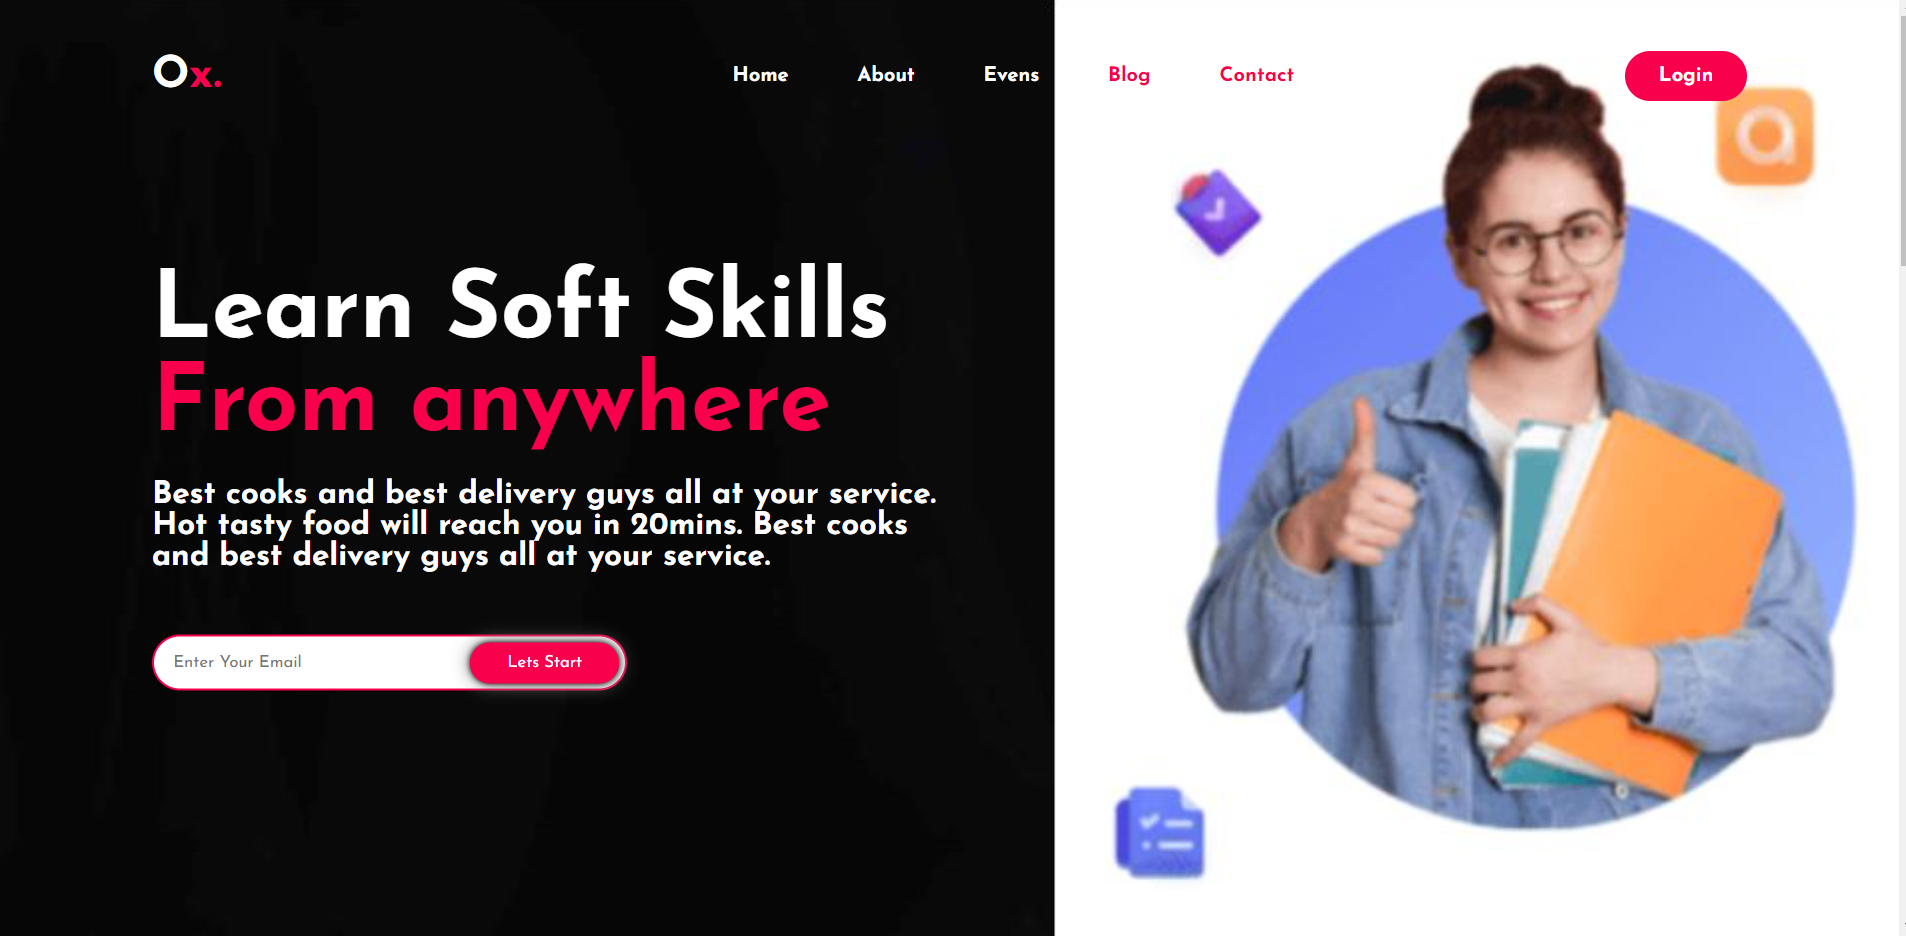 Ox.
Home About Evens Blog Contact Login
Learn Soft Skills
From anywhere
Best cooks and best delivery guys all at your service.
Hot tasty food will reach you in 20mins. Best cooks
and best delivery guys all at your service.
Enter Your Email Lets Start